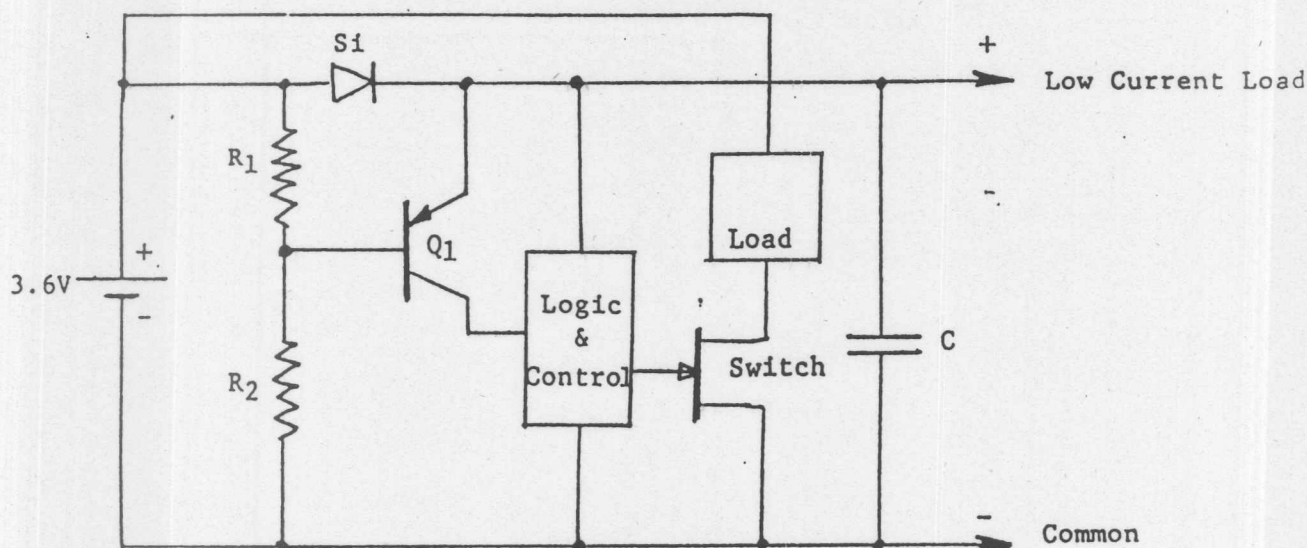 Si
+
Low Current Load
R1
-
Q1
Load
+
3.6V
-
Logic
&
Control
C
Switch
R2
-
Common